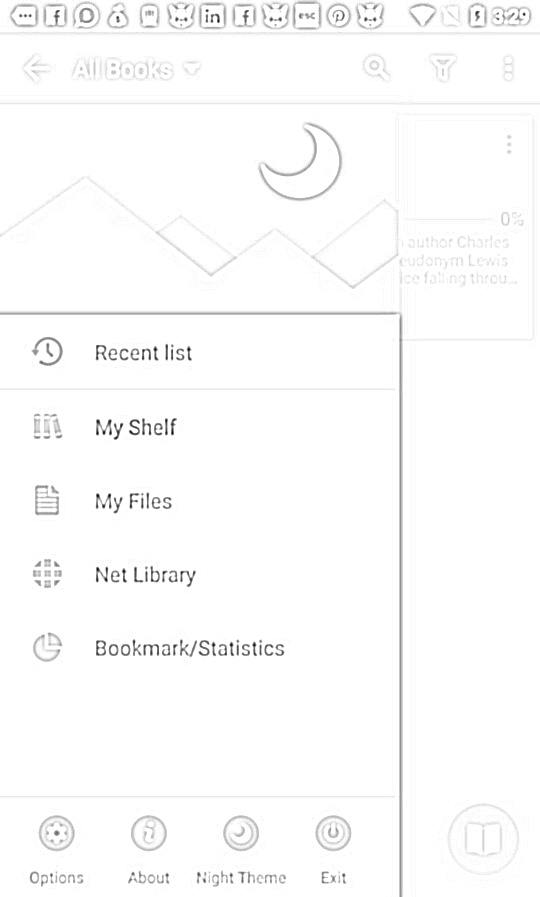 esc 3:29
All Books
0%
author Charles
eudonym Lewis
ice falling throu...
Recent list
My Shelf
My Files
Net Library
Bookmark/Statistics
Options About Night Theme Exit